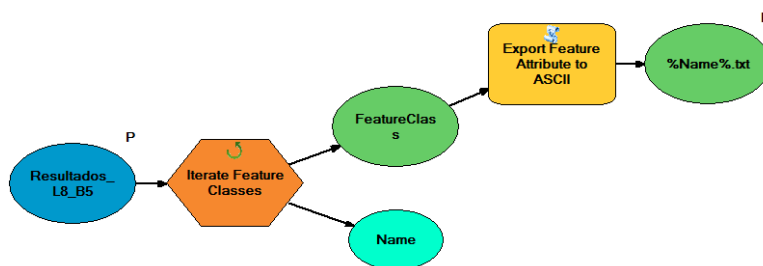 Export Feature
Attribute to
ASCII
%Name%.txt
FeatureClas
s
P
Resultados_
L8_B5
Iterate Feature
Classes
Name